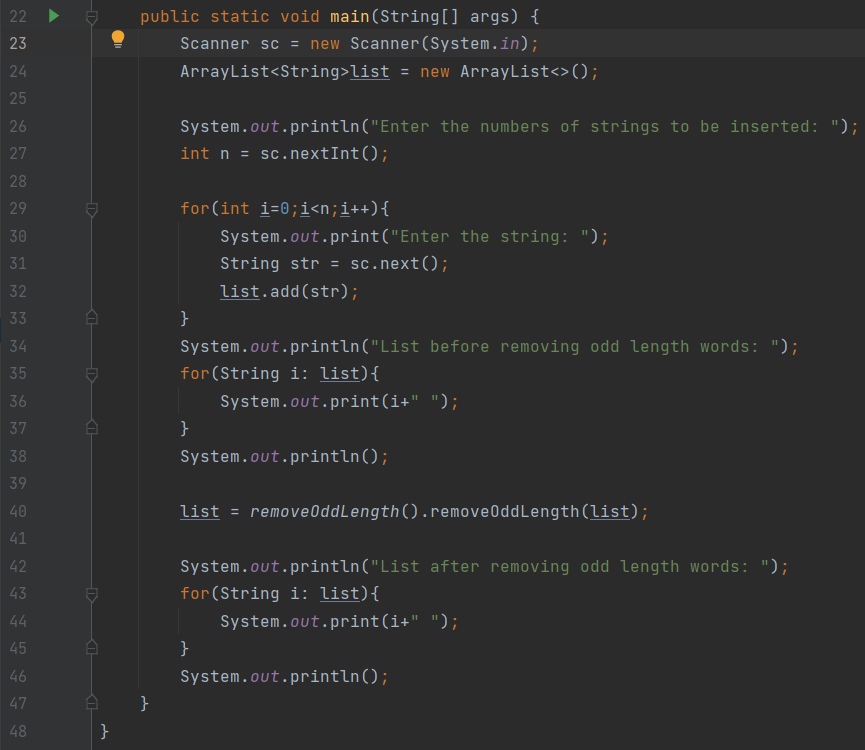 22 public static void main(String[] args) {
23 Scanner sc = new Scanner(System.in);
24 ArrayList<String>list = new ArrayList<>();
25
26 System.out.println("Enter the numbers of strings to be inserted: ");
27 int n = sc.nextInt();
28
29 for(int i=0;i<n;i++){
30 System.out.print("Enter the string: ");
31 String str = sc.next();
32 list.add(str);
33 }
34 System.out.println("List before removing odd length words: ");
35 for(String i: list){
36 System.out.print(i+" ");
37 }
38 System.out.println();
39
40 list = removeOddLength().removeOddLength(list);
41
42 System.out.println("List after removing odd length words: ");
43 for(String i: list){
44 System.out.print(i+" ");
45 }
46 System.out.println();
47 }
48 }